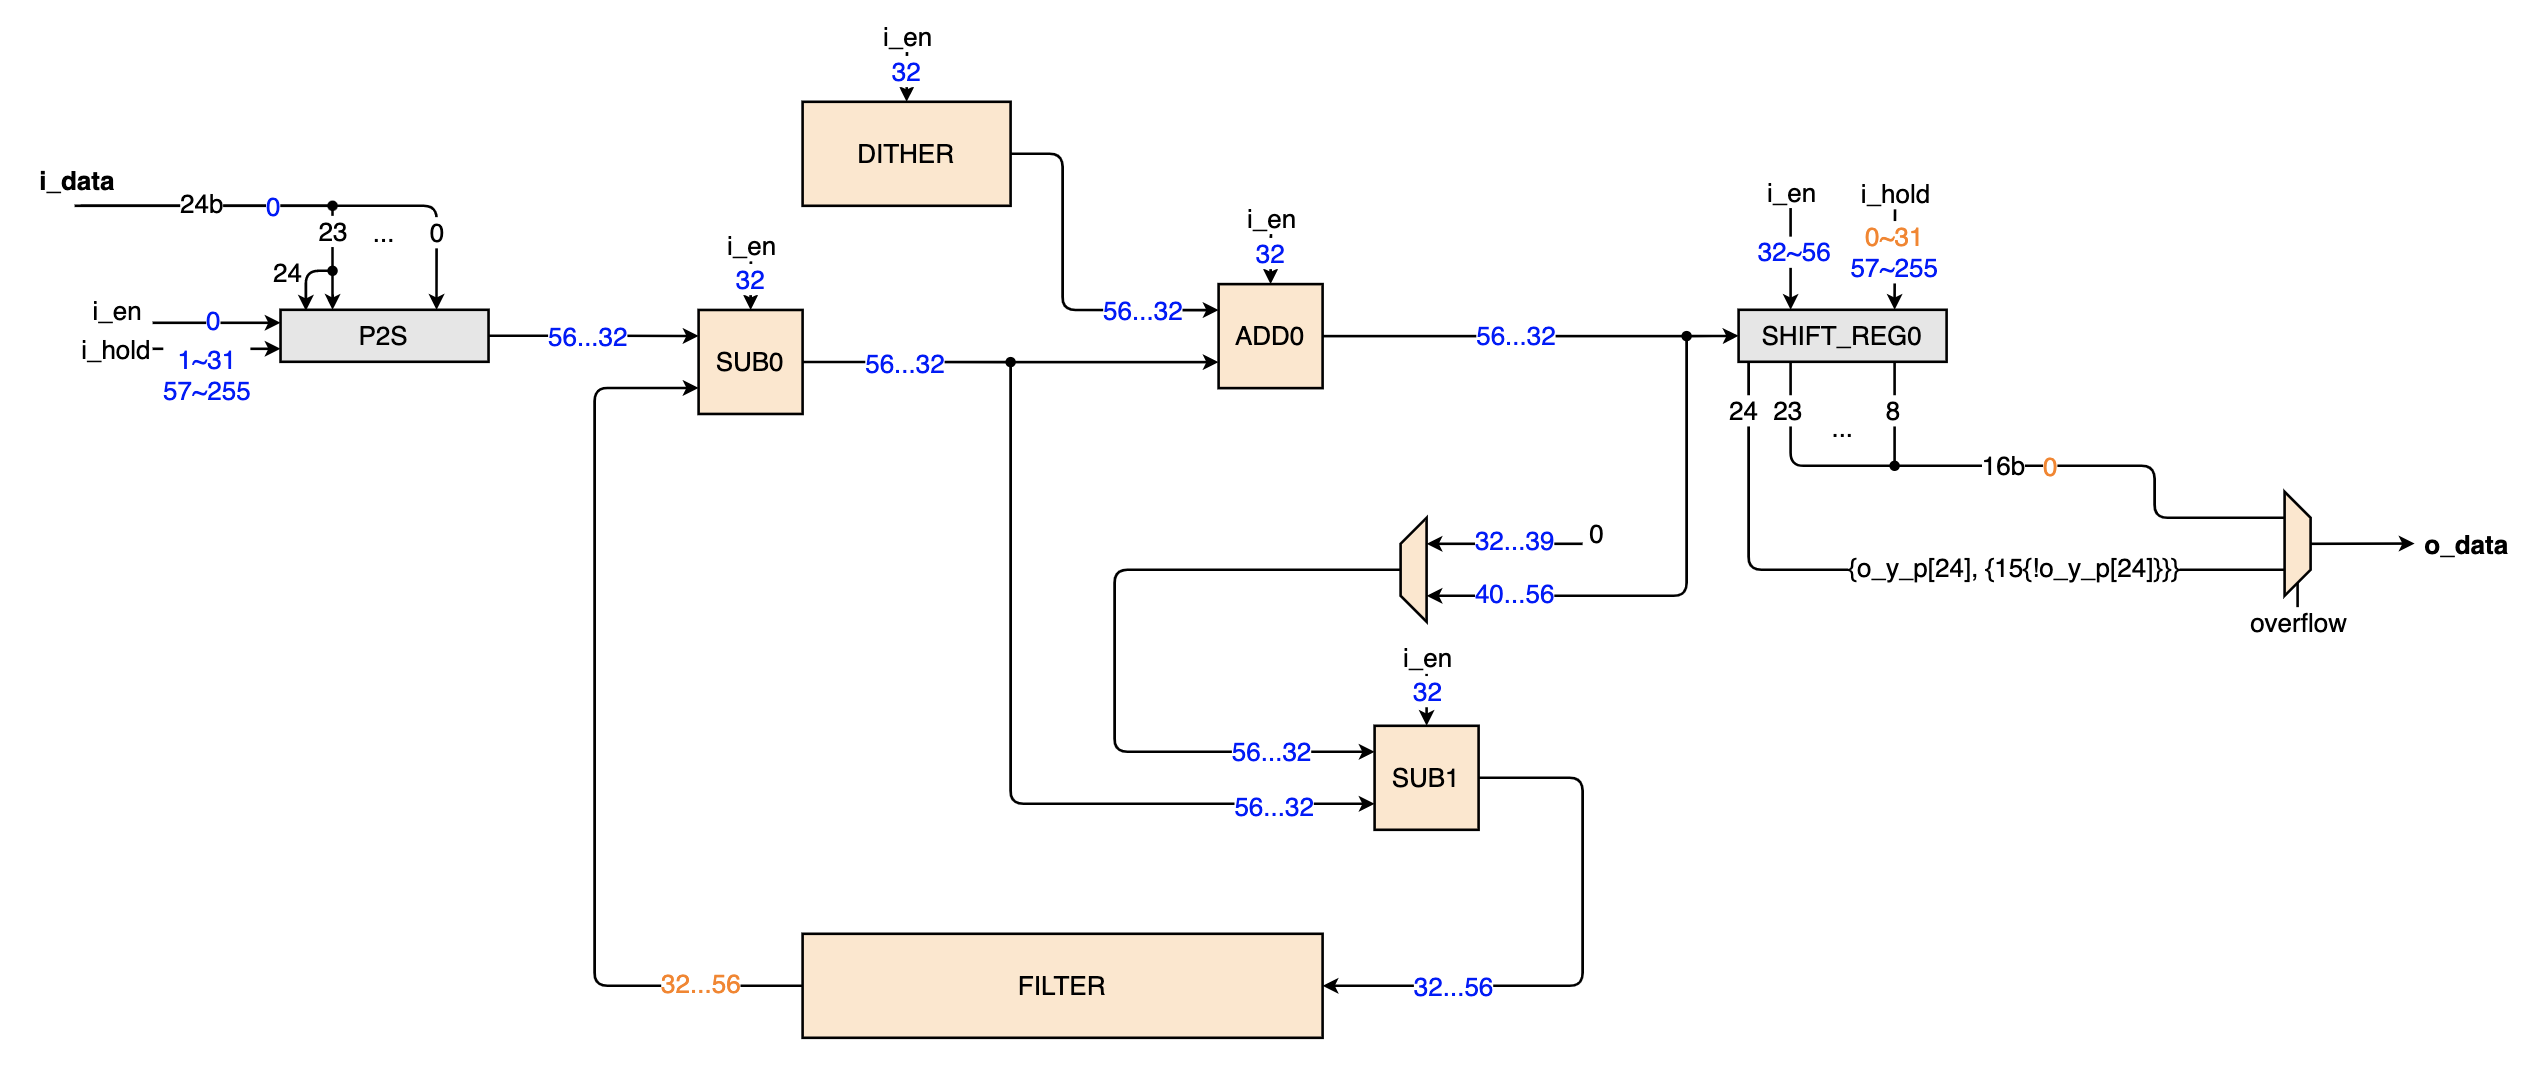 i_en
32
DITHER
i_data
24b
0
23
...
0
24
i_en
0
i_hold
1~31
57~255
P2S
56...32
i_en
32
SUB0
56...32
56...32
i_en
32
ADD0
56...32
i_en
32~56
i_hold
0~31
57~255
SHIFT_REG0
24
23
...
8
16b
0
32...39
0
40...56
{o_y_p[24], {15{!o_y_p[24]}}}
o_data
overflow
i_en
32
56...32
56...32
SUB1
32...56
FILTER
32...56